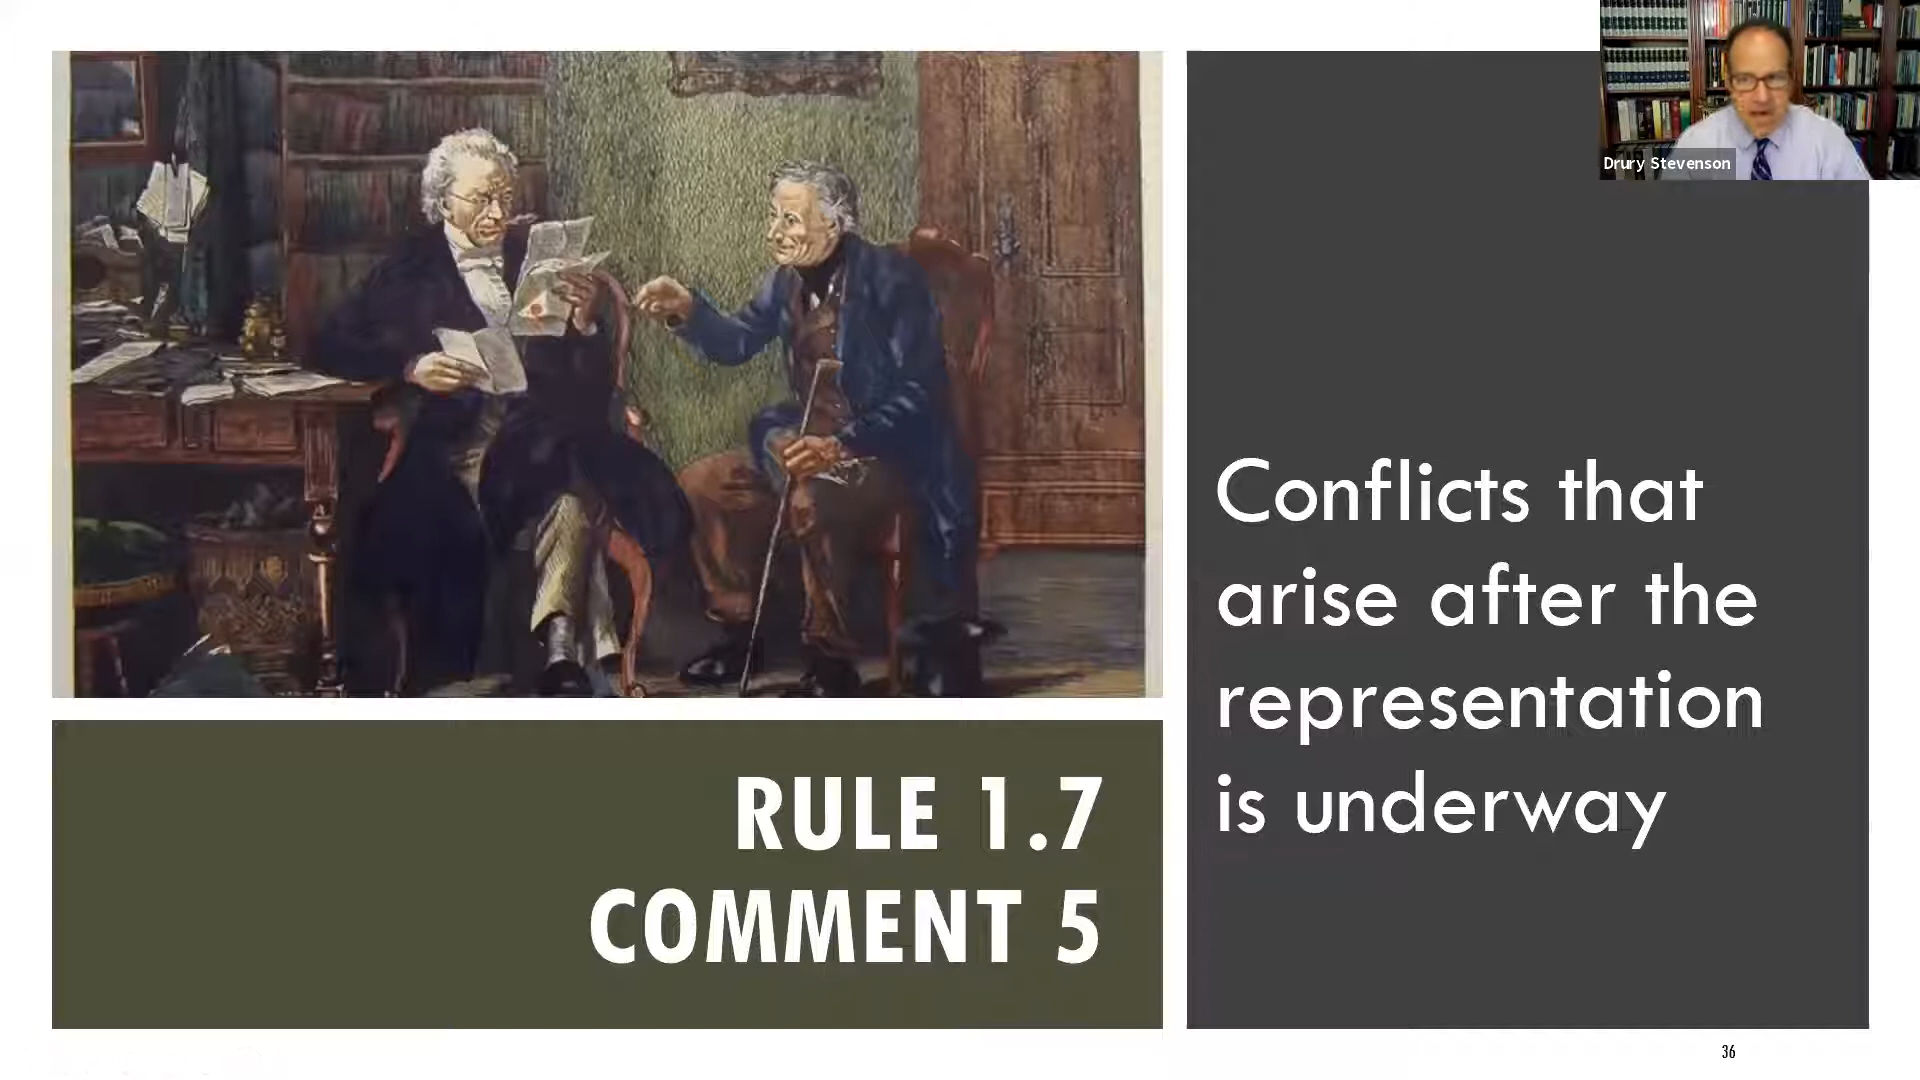 Drury Stevenson
Conflicts that
arise after the
representation
is underway
RULE 1.7
COMMENT 5
36